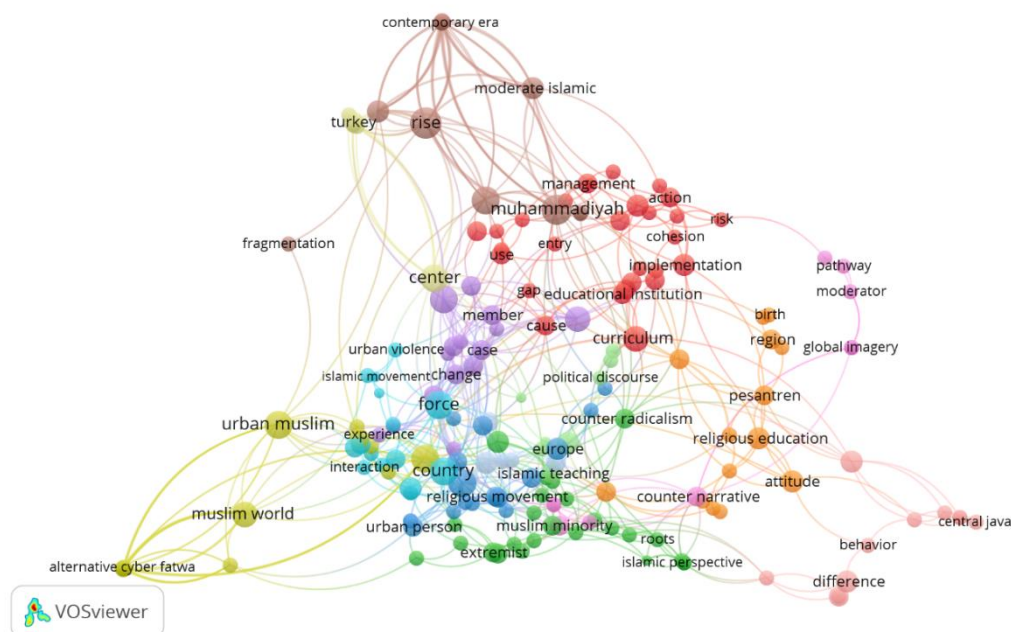 contemporary era
moderate islamic
turkey
rise
management
muhammadiyah
action
risk
fragmentation
use
entry
cohesion
center
implementation
pathway
gap
educational institution
moderator
member
cause
birth
curriculum
region
urban violence
case
global imagery
islamic movement
change
political discourse
pesantren
force
counter radicalism
urban muslim
experience
religious education
europe
interaction
country
islamic teaching
attitude
religious movement
counter narrative
muslim world
urban person
muslim minority
central java
roots
behavior
extremist
islamic perspective
alternative cyber fatwa
difference
VOSviewer